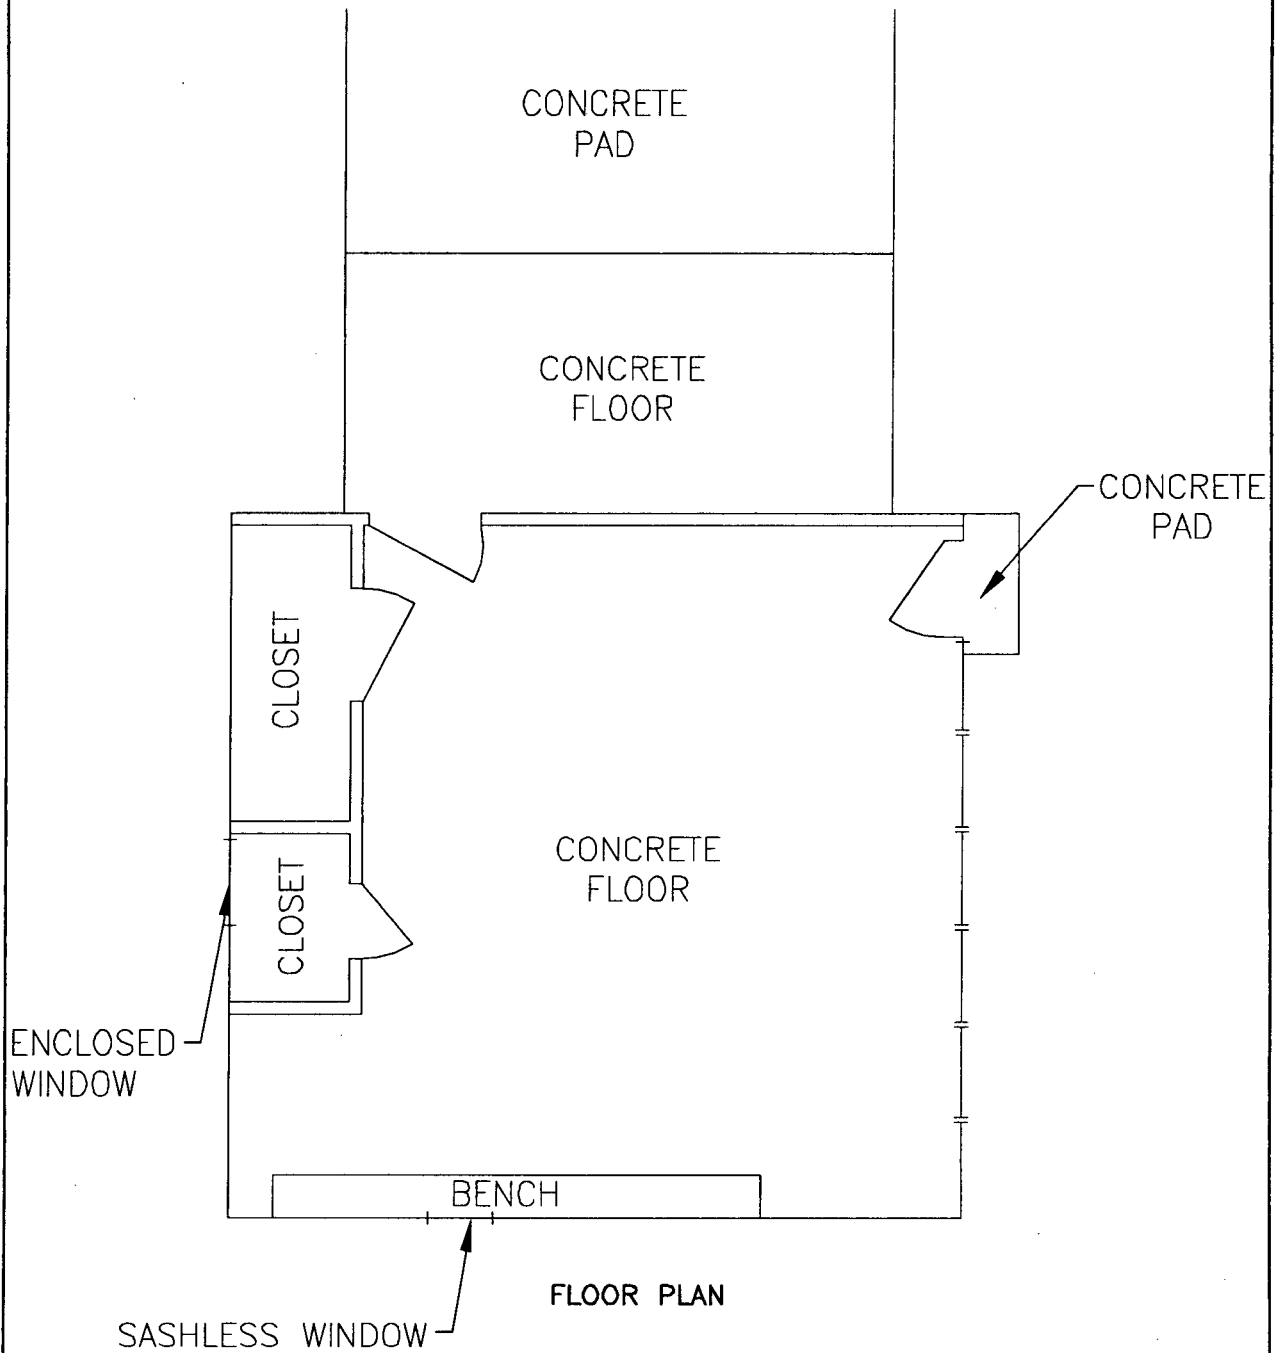 CONCRETE
PAD
CONCRETE
FLOOR
CONCRETE
PAD
CLOSET
CONCRETE
FLOOR
CLOSET
ENCLOSED
WINDOW
BENCH
FLOOR PLAN
SASHLESS WINDOW